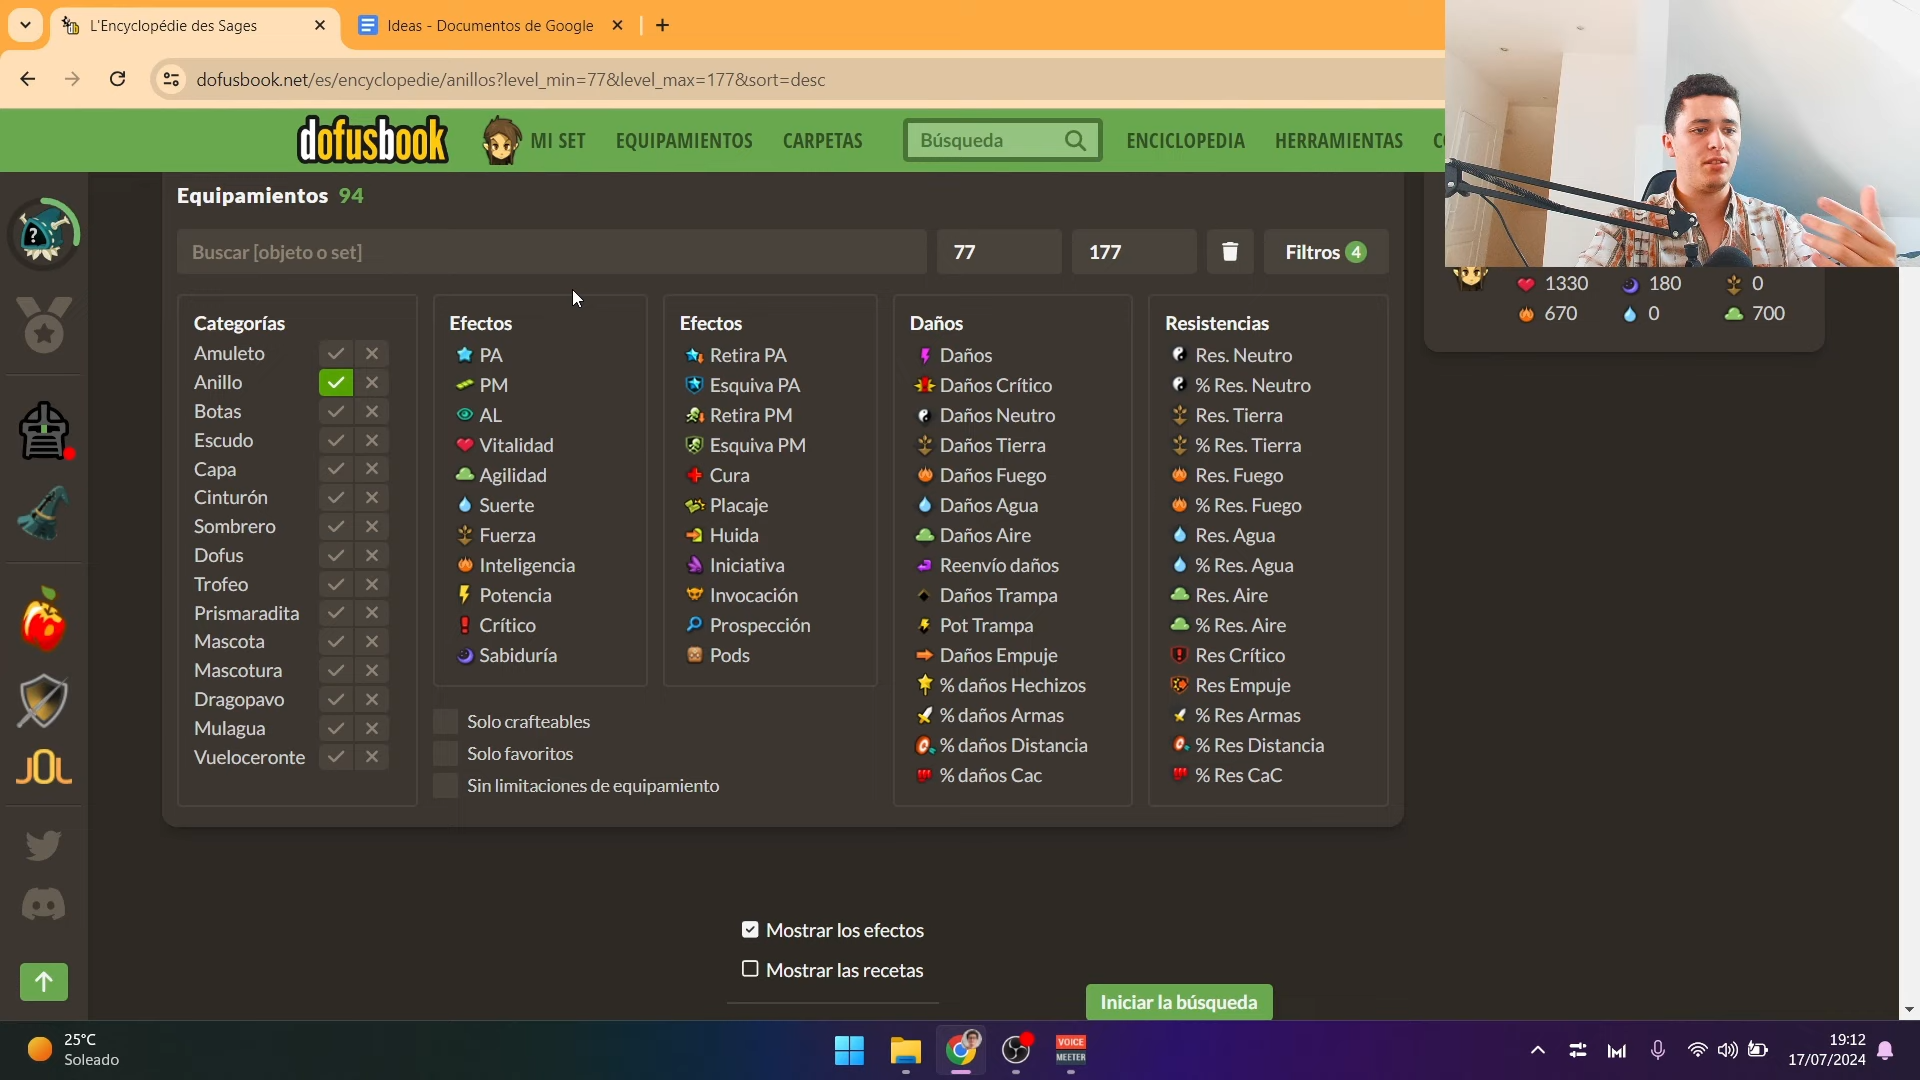 L'Encyclopédie des Sages
Ideas - Documentos de Google
dofusbook.net/es/encyclopedie/anillos?level_min=77&level_max=177&sort=desc
dofusbook
MI SET
EQUIPAMIENTOS
CARPETAS
Búsqueda
ENCICLOPEDIA
HERRAMIENTAS
Equipamientos 94
Buscar [objeto o set]
77
177
Filtros 4
1330
180
0
670
0
700
Categorías
Amuleto
Anillo
Botas
Escudo
Capa
Cinturón
Sombrero
Dofus
Trofeo
Prismaradita
Mascota
Mascotura
Dragopavo
Mulagua
Vueloceronte
Efectos
PA
PM
AL
Vitalidad
Agilidad
Suerte
Fuerza
Inteligencia
Potencia
Crítico
Sabiduría
Efectos
Retira PA
Esquiva PA
Retira PM
Esquiva PM
Cura
Placaje
Huida
Iniciativa
Invocación
Prospección
Pods
Solo crafteables
Solo favoritos
Sin limitaciones de equipamiento
Daños
Daños
Daños Crítico
Daños Neutro
Daños Tierra
Daños Fuego
Daños Agua
Daños Aire
Reenvío daños
Daños Trampa
Pot Trampa
Daños Empuje
% daños Hechizos
% daños Armas
% daños Distancia
% daños Cac
Resistencias
Res. Neutro
% Res. Neutro
Res. Tierra
% Res. Tierra
Res. Fuego
% Res. Fuego
Res. Agua
% Res. Agua
Res. Aire
% Res. Aire
Res Crítico
Res Empuje
% Res Armas
% Res Distancia
% Res CaC
JOL
Mostrar los efectos
Mostrar las recetas
Iniciar la búsqueda
25°C
Soleado
VOICE
MEETER
19:12
17/07/2024